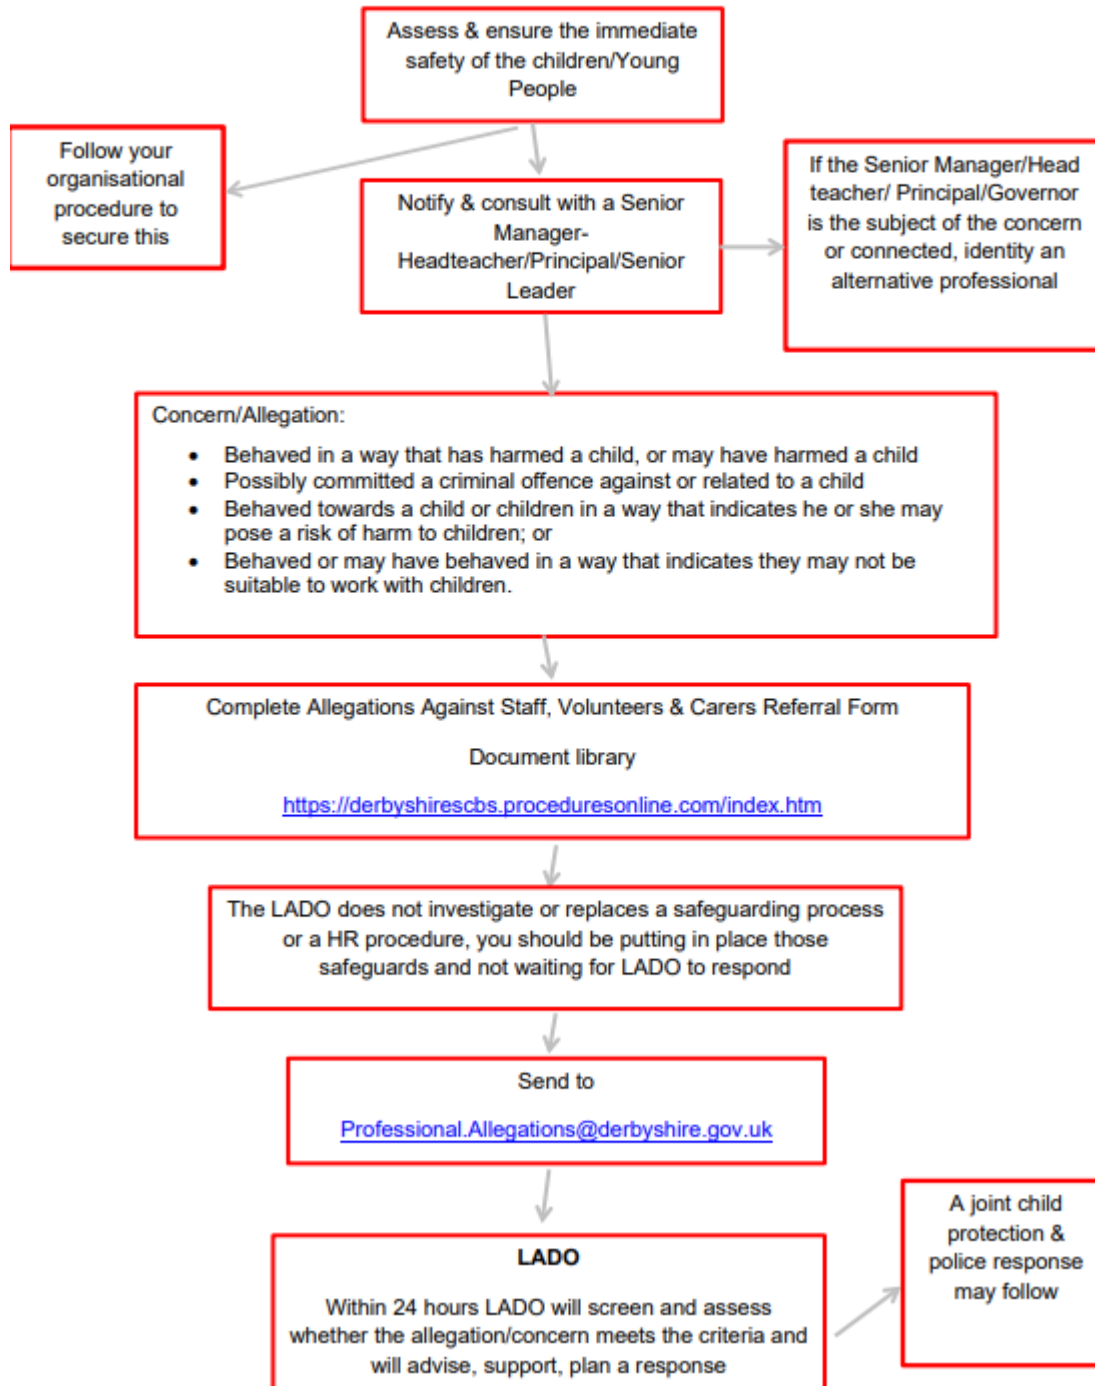 Assess & ensure the immediate
safety of the children/Young
People
Follow your
organisational
procedure to
secure this
Notify & consult with a Senior
Manager-
Headteacher/Principal/Senior
Leader
If the Senior Manager/Head
teacher/ Principal/Governor
is the subject of the concern
or connected, identity an
alternative professional
Concern/Allegation:
• Behaved in a way that has harmed a child, or may have harmed a child
• Possibly committed a criminal offence against or related to a child
• Behaved towards a child or children in a way that indicates he or she may
pose a risk of harm to children; or
• Behaved or may have behaved in a way that indicates they may not be
suitable to work with children.
Complete Allegations Against Staff, Volunteers & Carers Referral Form
Document library
https://derbyshirescbs.proceduresonline.com/index.htm
The LADO does not investigate or replaces a safeguarding process
or a HR procedure, you should be putting in place those
safeguards and not waiting for LADO to respond
Send to
Professional.Allegations@derbyshire.gov.uk
LADO
Within 24 hours LADO will screen and assess
whether the allegation/concern meets the criteria and
will advise, support, plan a response
A joint child
protection &
police response
may follow